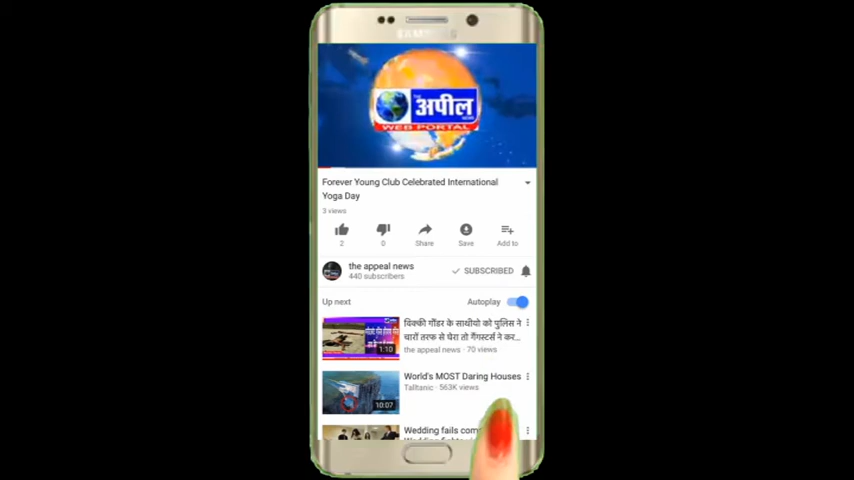 SAMSUNG
अपील
WEB PORTAL
Forever Young Club Celebrated International
Yoga Day
3 views
2
0
Share
Save
Add to
the appeal news
440 subscribers
SUBSCRIBED
Up next
Autoplay
विक्की गौंडर के साथीयो को पुलिस ने
चारों तरफ से घेरा तो गैंगस्टर्स ने कर...
the appeal news · 70 views
1:10
World's MOST Daring Houses
Talltanic · 563K views
10:07
Wedding fails com